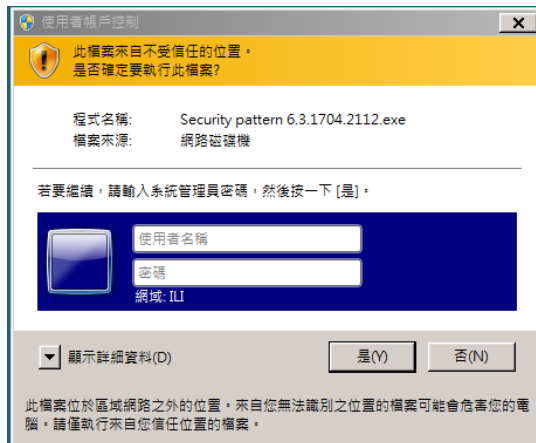 使用者帳戶控制
此檔案來自不受信任的位置。
是否確定要執行此檔案?
程式名稱: Security pattern 6.3.1704.2112.exe
檔案來源: 網路磁碟機
若要繼續，請輸入系統管理員密碼，然後按一下 [是]。
使用者名稱
密碼
網域: ILI
顯示詳細資料(D)
是(Y)
否(N)
此檔案位於區域網路之外的位置。來自您無法識別之位置的檔案可能會危害您的電
腦。請僅執行來自您信任位置的檔案。